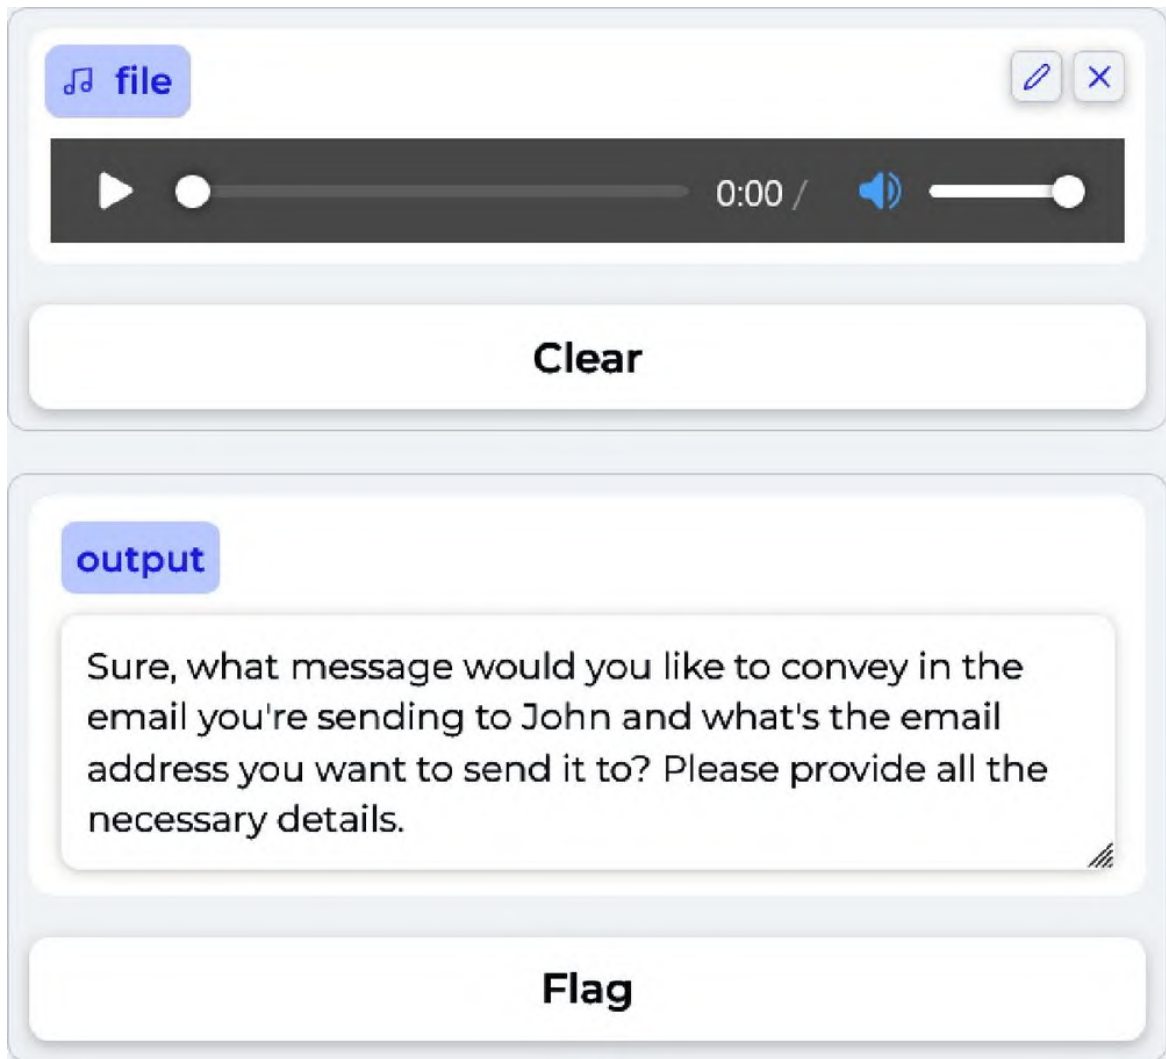 file
0:00 /
Clear
output
Sure, what message would you like to convey in the
email you're sending to John and what's the email
address you want to send it to? Please provide all the
necessary details.
Flag